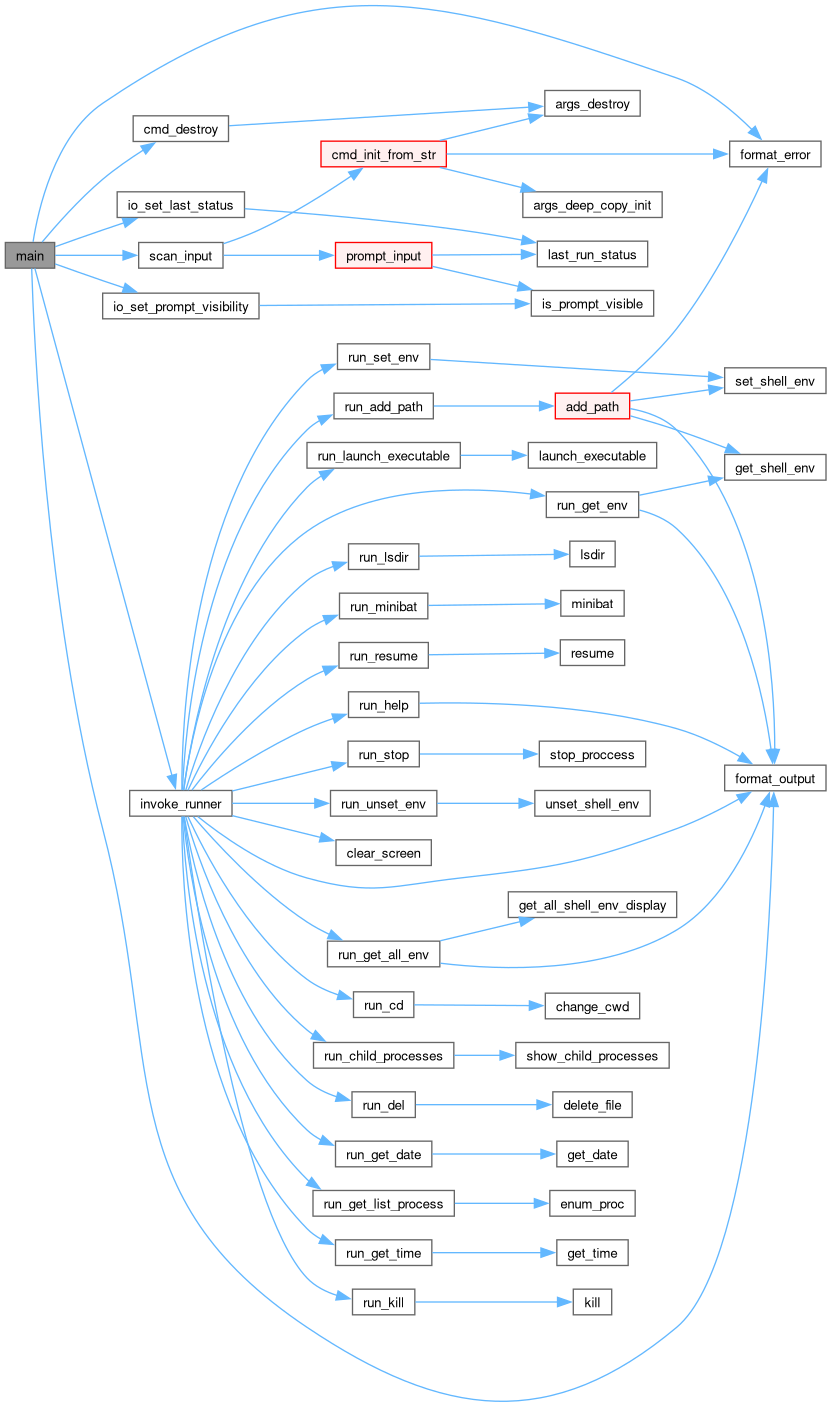 args_destroy
cmd_destroy
cmd_init_from_str
format_error
io_set_last_status
args_deep_copy_init
main
scan_input
prompt_input
last_run_status
io_set_prompt_visibility
is_prompt_visible
run_set_env
set_shell_env
run_add_path
add_path
run_launch_executable
launch_executable
get_shell_env
run_get_env
run_lsdir
lsdir
run_minibat
minibat
run_resume
resume
run_help
run_stop
stop_proccess
format_output
invoke_runner
run_unset_env
unset_shell_env
clear_screen
get_all_shell_env_display
run_get_all_env
run_cd
change_cwd
run_child_processes
show_child_processes
run_del
delete_file
run_get_date
get_date
run_get_list_process
enum_proc
run_get_time
get_time
run_kill
kill